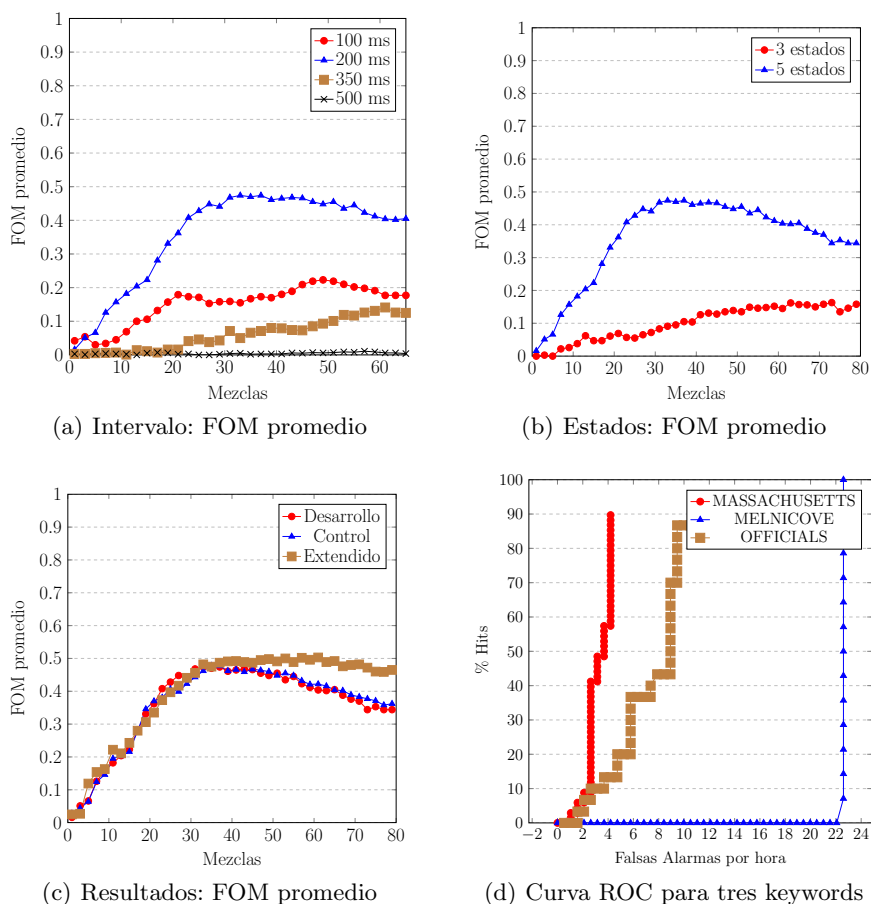 1
0.9
0.8
0.7
0.6
0.5
0.4
0.3
0.2
0.1
0
0 10 20 30 40 50 60
FOM promedio
Mezclas
100 ms
200 ms
350 ms
500 ms
(a) Intervalo: FOM promedio
1
0.9
0.8
0.7
0.6
0.5
0.4
0.3
0.2
0.1
0
0 10 20 30 40 50 60 70 80
FOM promedio
Mezclas
3 estados
5 estados
(b) Estados: FOM promedio
1
0.9
0.8
0.7
0.6
0.5
0.4
0.3
0.2
0.1
0
0 10 20 30 40 50 60 70 80
FOM promedio
Mezclas
Desarrollo
Control
Extendido
(c) Resultados: FOM promedio
100
90
80
70
60
50
40
30
20
10
0
−2 0 2 4 6 8 10 12 14 16 18 20 22 24
% Hits
Falsas Alarmas por hora
MASSACHUSETTS
MELNICOVE
OFFICIALS
(d) Curva ROC para tres keywords